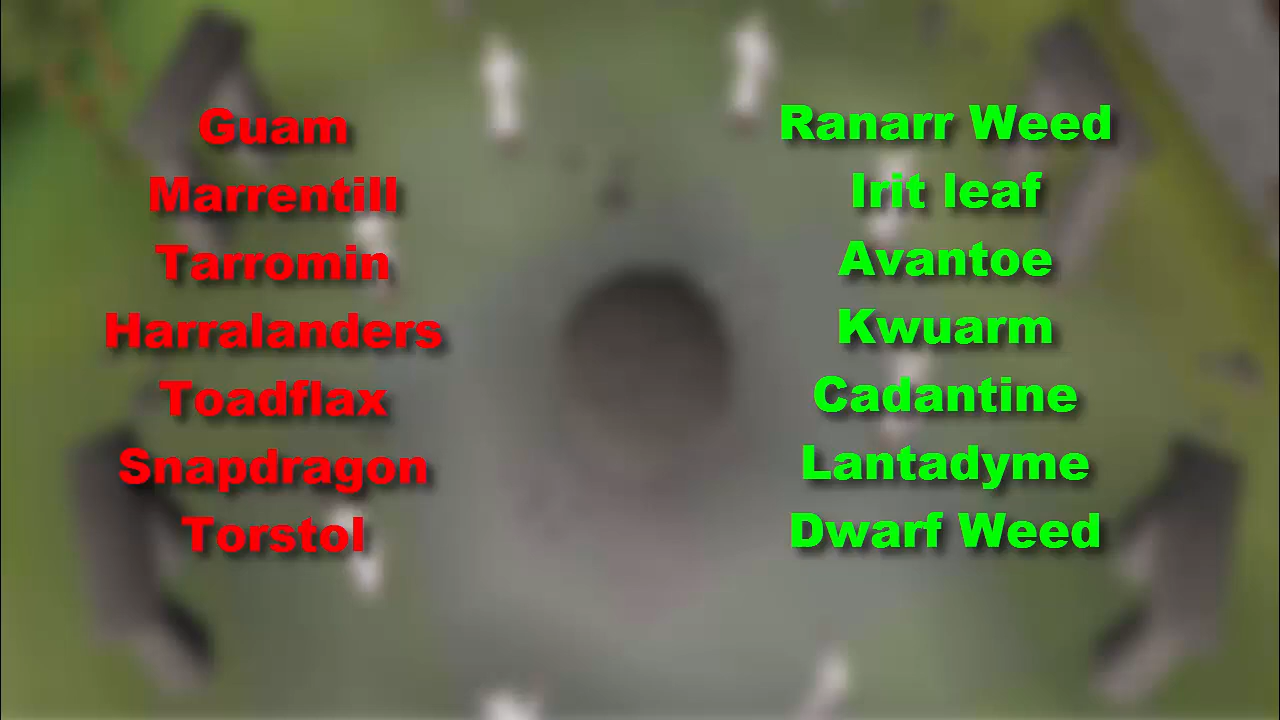 Guam
Marrentill
Tarromin
Harralanders
Toadflax
Snapdragon
Torstol
Ranarr Weed
Irit leaf
Avantoe
Kwuarm
Cadantine
Lantadyme
Dwarf Weed